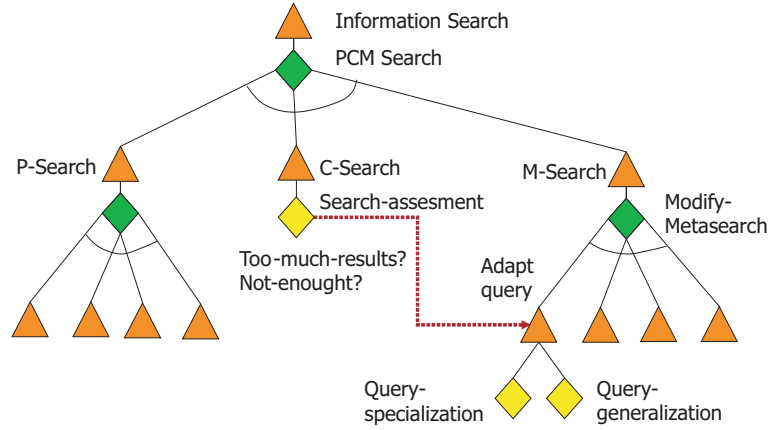 Information Search
PCM Search
P-Search
C-Search
M-Search
Search-assesment
Modify-
Metasearch
Too-much-results?
Not-enought?
Adapt
query
Query-
specialization
Query-
generalization